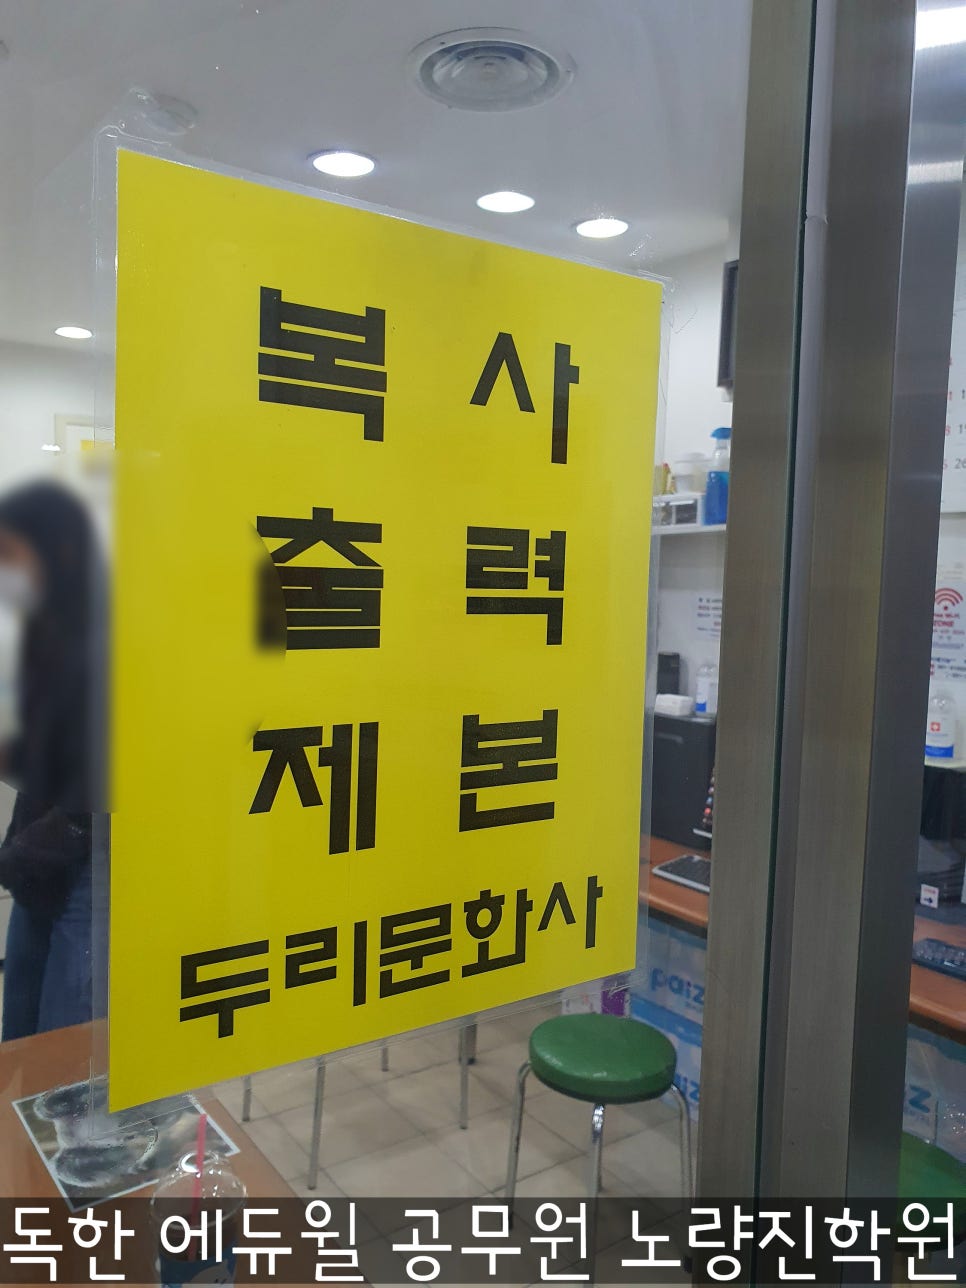 복사
출력
제본
두리문화사
paiz
독한 에듀윌 공무원 노량진학원